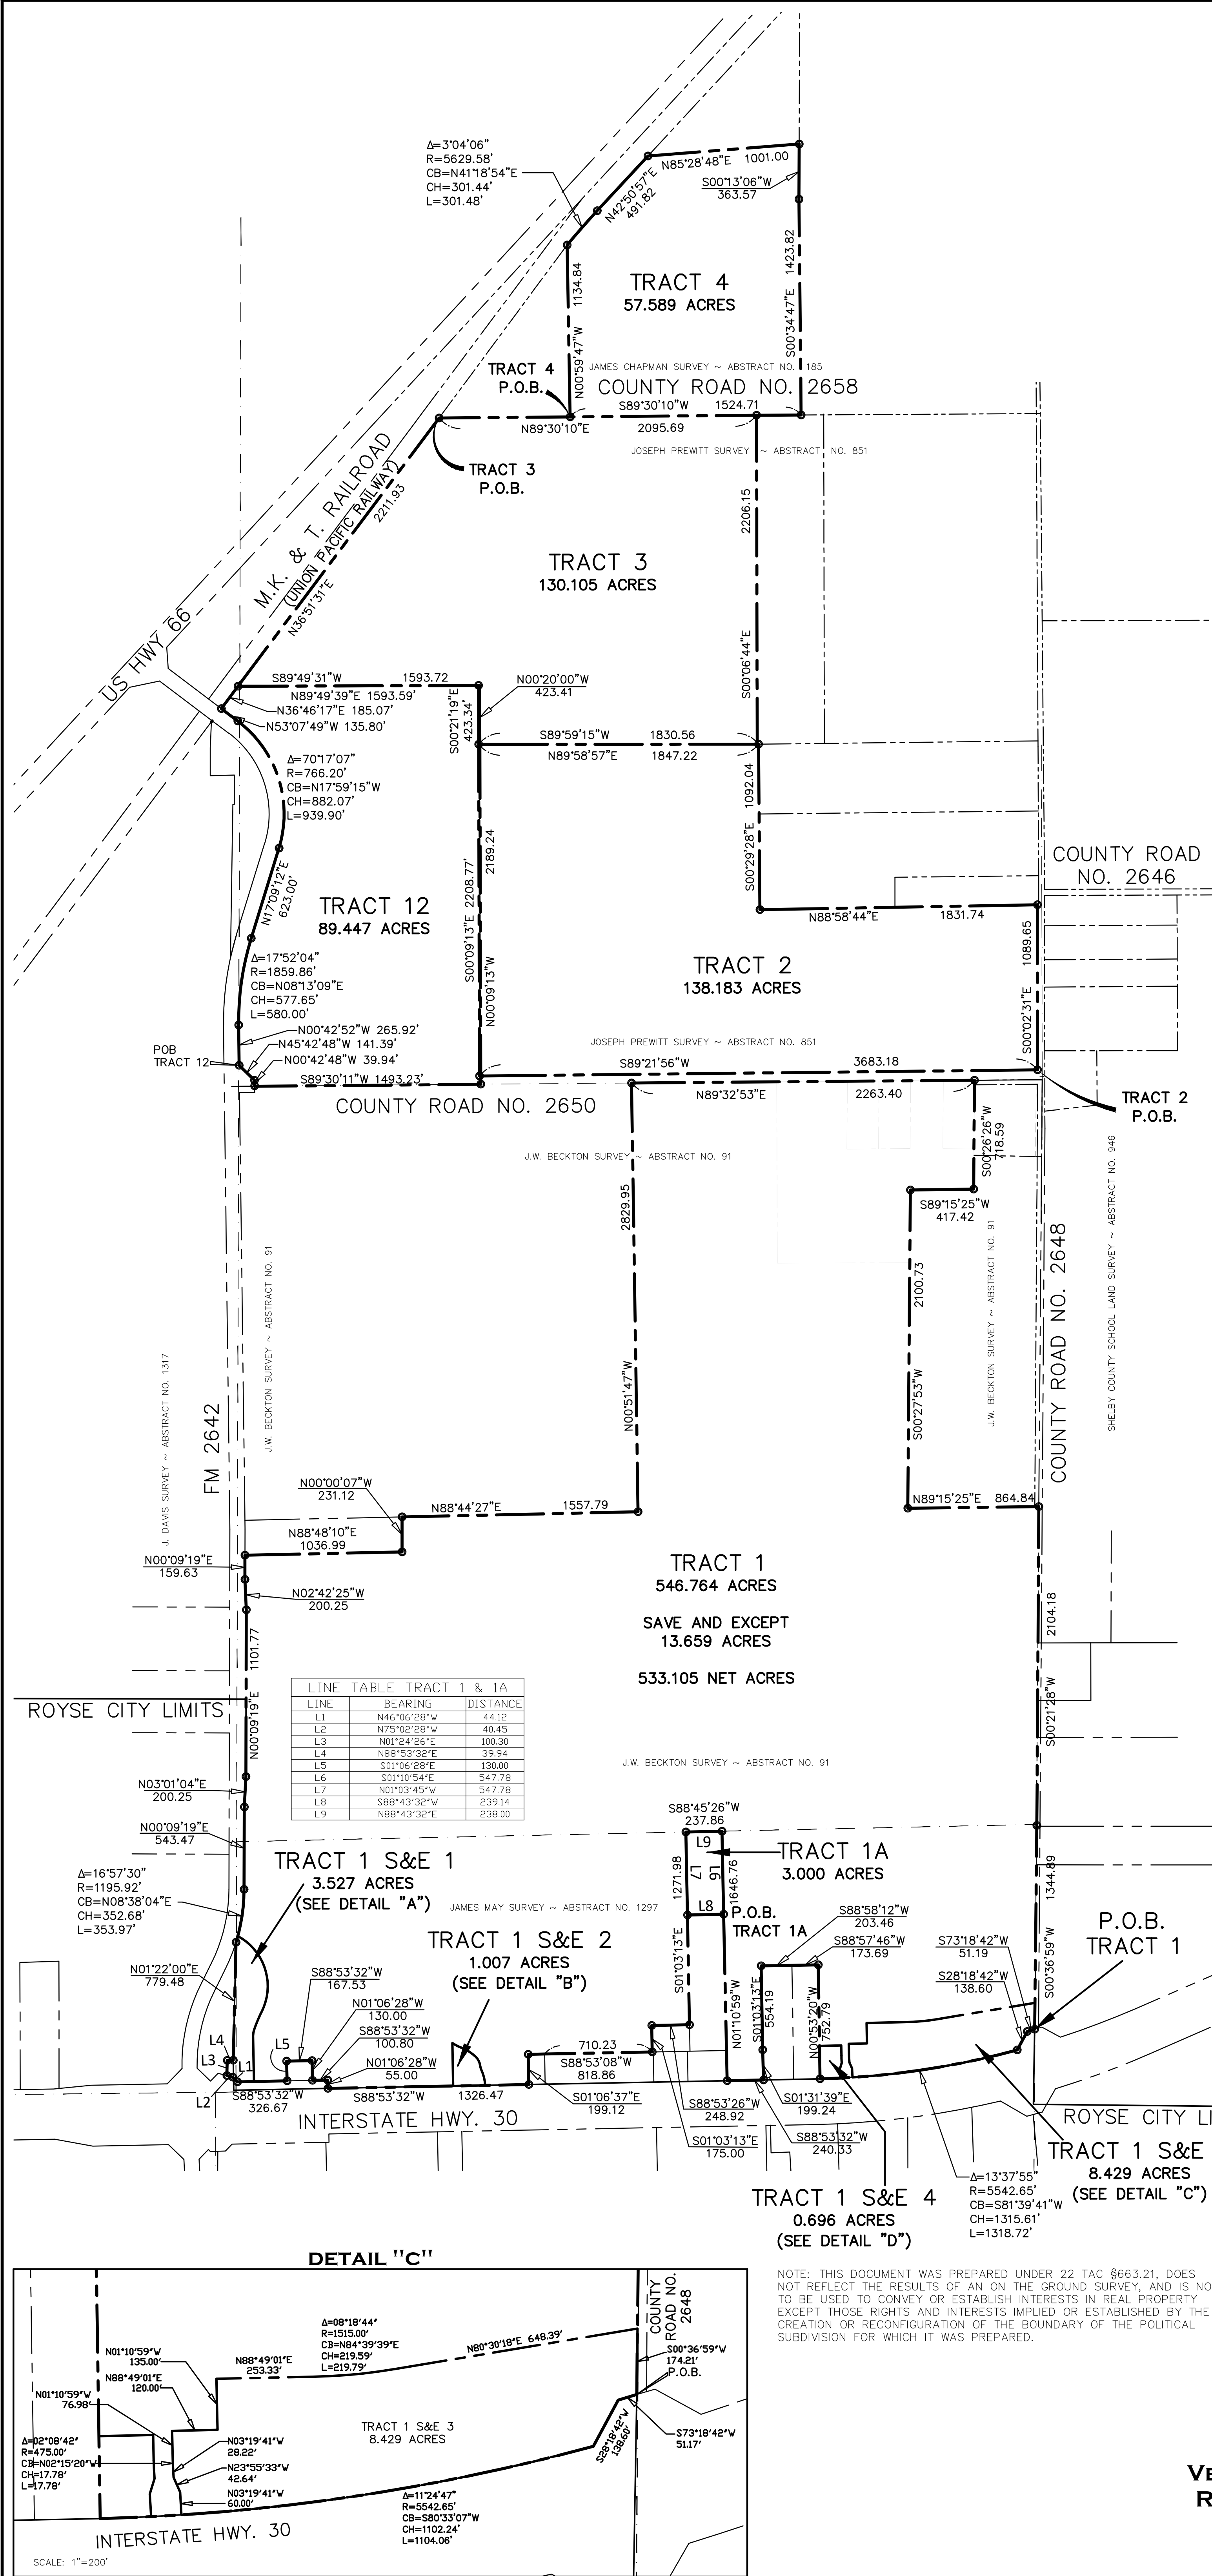 Δ=3°04'06"
R=5629.58'
CB=N41°18'54"E
CH=301.44'
L=301.48'
N85°28'48"E 1001.00
S00°13'06"W
363.57
N42°50'57"E
491.82
1134.84
N00°59'47"W
1423.82
S00°34'47"E
TRACT 4
57.589 ACRES
TRACT 4
P.O.B.
JAMES CHAPMAN SURVEY ~ ABSTRACT NO. 185
COUNTY ROAD NO. 2658
S89°30'10"W 1524.71
N89°30'10"E 2095.69
JOSEPH PREWITT SURVEY ~ ABSTRACT NO. 851
TRACT 3
P.O.B.
US HWY 66
M.K. & T. RAILROAD
(UNION PACIFIC RAILWAY)
2211.93
N36°51'31"E
TRACT 3
130.105 ACRES
2206.15
S00°06'44"E
S89°49'31"W 1593.72
N89°49'39"E 1593.59'
N36°46'17"E 185.07'
N53°07'49"W 135.80'
S00°21'19"E
423.34'
N00°20'00"W
423.41
S89°59'15"W 1830.56
N89°58'57"E 1847.22
Δ=70°17'07"
R=766.20'
CB=N17°59'15"W
CH=882.07'
L=939.90'
1092.04
S00°29'28"E
2189.24
S00°09'13"E 2208.77'
N00°09'13"W
N17°09'12"E
623.00'
COUNTY ROAD
NO. 2646
TRACT 12
89.447 ACRES
N88°58'44"E 1831.74
1089.65
S00°02'31"E
TRACT 2
138.183 ACRES
Δ=17°52'04"
R=1859.86'
CB=N08°13'09"E
CH=577.65'
L=580.00'
N00°42'52"W 265.92'
N45°42'48"W 141.39'
N00°42'48"W 39.94'
POB
TRACT 12
JOSEPH PREWITT SURVEY ~ ABSTRACT NO. 851
S89°21'56"W 3683.18
S89°30'11"W 1493.23'
N89°32'53"E 2263.40
COUNTY ROAD NO. 2650
TRACT 2
P.O.B.
S00°26'26"W
718.59
J.W. BECKTON SURVEY ~ ABSTRACT NO. 91
S89°15'25"W
417.42
2829.95
N00°51'47"W
2100.73
S00°27'53"W
J.W. BECKTON SURVEY ~ ABSTRACT NO. 91
COUNTY ROAD NO. 2648
SHELBY COUNTY SCHOOL LAND SURVEY ~ ABSTRACT NO. 946
J.W. BECKTON SURVEY ~ ABSTRACT NO. 91
J. DAVIS SURVEY ~ ABSTRACT NO. 1317
FM 2642
N00°00'07"W
231.12
N88°44'27"E 1557.79
N89°15'25"E 864.84
N88°48'10"E
1036.99
N00°09'19"E
159.63
N02°42'25"W
200.25
TRACT 1
546.764 ACRES
SAVE AND EXCEPT
13.659 ACRES
533.105 NET ACRES
2104.18
S00°21'28"W
1101.77
N00°09'19"E
ROYSE CITY LIMITS
LINE TABLE TRACT 1 & 1A
LINE BEARING DISTANCE
L1 N46°06'28"W 44.12
L2 N75°02'28"W 40.45
L3 N01°24'26"E 100.30
L4 N88°53'32"E 39.94
L5 S01°06'28"E 130.00
L6 S01°10'54"E 547.78
L7 N01°03'45"W 547.78
L8 S88°43'32"W 239.14
L9 N88°43'32"E 238.00
J.W. BECKTON SURVEY ~ ABSTRACT NO. 91
N03°01'04"E
200.25
N00°09'19"E
543.47
S88°45'26"W
237.86
L9
L7
L6
L8
1271.98
1646.76
TRACT 1A
3.000 ACRES
P.O.B.
TRACT 1A
TRACT 1 S&E 1
3.527 ACRES
(SEE DETAIL "A")
Δ=16°57'30"
R=1195.92'
CB=N08°38'04"E
CH=352.68'
L=353.97'
JAMES MAY SURVEY ~ ABSTRACT NO. 1297
TRACT 1 S&E 2
1.007 ACRES
(SEE DETAIL "B")
S88°58'12"W
203.46
S88°57'46"W
173.69
S73°18'42"W
51.19
S28°18'42"W
138.60
1344.89
S00°36'59"W
P.O.B.
TRACT 1
N01°22'00"E
779.48
S88°53'32"W
167.53
N01°06'28"W
130.00
S88°53'32"W
100.80
N01°06'28"W
55.00
L4
L3
L1
L2
L5
S88°53'32"W
326.67
S88°53'32"W 1326.47
S01°03'13"E
N01°10'59"W
S01°03'13"E
554.19
N00°53'20"W
752.79
710.23
S88°53'08"W
818.86
S01°06'37"E
199.12
S88°53'26"W
248.92
S01°03'13"E
175.00
S01°31'39"E
199.24
S88°53'32"W
240.33
INTERSTATE HWY. 30
ROYSE CITY LI
TRACT 1 S&E
8.429 ACRES
(SEE DETAIL "C")
TRACT 1 S&E 4
0.696 ACRES
(SEE DETAIL "D")
Δ=13°37'55"
R=5542.65'
CB=S81°39'41"W
CH=1315.61'
L=1318.72'
DETAIL "C"
COUNTY
ROAD NO.
2648
Δ=08°18'44"
R=1515.00'
CB=N84°39'39"E
CH=219.59'
L=219.79'
N80°30'18"E 648.39'
S00°36'59"W
174.21'
P.O.B.
N01°10'59"W
135.00'
N88°49'01"E
253.33'
N88°49'01"E
120.00'
N01°10'59"W
76.98'
TRACT 1 S&E 3
8.429 ACRES
S28°18'42"W
138.60'
S73°18'42"W
51.17'
Δ=02°08'42"
R=475.00'
CB=N02°15'20"W
CH=17.78'
L=17.78'
N03°19'41"W
28.22'
N23°55'33"W
42.64'
N03°19'41"W
60.00'
Δ=11°24'47"
R=5542.65'
CB=S80°33'07"W
CH=1102.24'
L=1104.06'
INTERSTATE HWY. 30
SCALE: 1"=200'
NOTE: THIS DOCUMENT WAS PREPARED UNDER 22 TAC §663.21, DOES
NOT REFLECT THE RESULTS OF AN ON THE GROUND SURVEY, AND IS NO
TO BE USED TO CONVEY OR ESTABLISH INTERESTS IN REAL PROPERTY
EXCEPT THOSE RIGHTS AND INTERESTS IMPLIED OR ESTABLISHED BY THE
CREATION OR RECONFIGURATION OF THE BOUNDARY OF THE POLITICAL
SUBDIVISION FOR WHICH IT WAS PREPARED.
VE
R